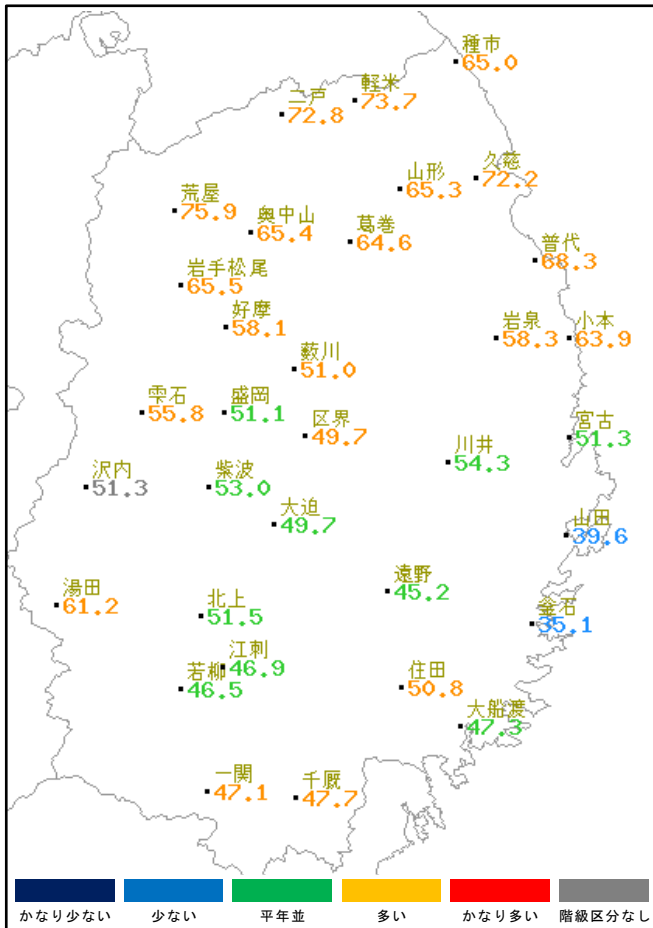 種市
65.0
軽米
73.7
二戸
72.8
久慈
72.2
山形
65.3
荒屋
75.9
奥中山
65.4
葛巻
64.6
普代
68.3
岩手松尾
65.5
好摩
58.1
岩泉
58.3
小本
63.9
薮川
51.0
雫石
55.8
盛岡
51.1
区界
49.7
宮古
51.3
川井
54.3
沢内
51.3
紫波
53.0
大迫
49.7
山田
39.6
湯田
61.2
遠野
45.2
北上
51.5
釜石
35.1
江刺
46.9
若柳
46.5
住田
50.8
大船渡
47.3
一関
47.1
千厩
47.7
かなり少ない 少ない 平年並 多い かなり多い 階級区分なし